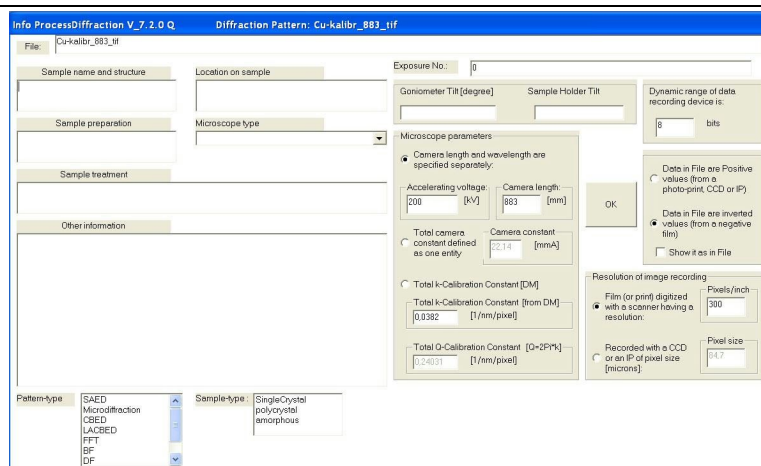 Info ProcessDiffraction V_7.2.0 Q Diffraction Pattern: Cu-kalibr_883_tif
File: Cu-kalibr_883_tif
Sample name and structure
Location on sample
Sample preparation
Microscope type
Sample treatment
Other information
Pattern-type
SAED
Microdiffraction
CBED
LACBED
FFT
BF
DF
Sample-type :
SingleCrystal
polycrystal
amorphous
Exposure No.: 0
Goniometer Tilt [degree] Sample Holder Tilt
Microscope parameters
Camera length and wavelength are
specified separately:
Accelerating voltage: Camera length:
200 [kV] 883 [mm]
Total camera
constant defined
as one entity
Camera constant
22,14 [mmA]
Total k-Calibration Constant [DM]
Total k-Calibration Constant [from DM]
0,0382 [1/nm/pixel]
Total Q-Calibration Constant [Q=2Pi*k]
0,24031 [1/nm/pixel]
OK
Dynamic range of data
recording device is:
8 bits
Data in File are Positive
values (from a
photo-print, CCD or IP)
Data in File are inverted
values (from a negative
film)
Show it as in File
Resolution of image recording
Film (or print) digitized
with a scanner having a
resolution:
Pixels/inch
300
Recorded with a CCD
or an IP of pixel size
[microns]:
Pixel size
84,7